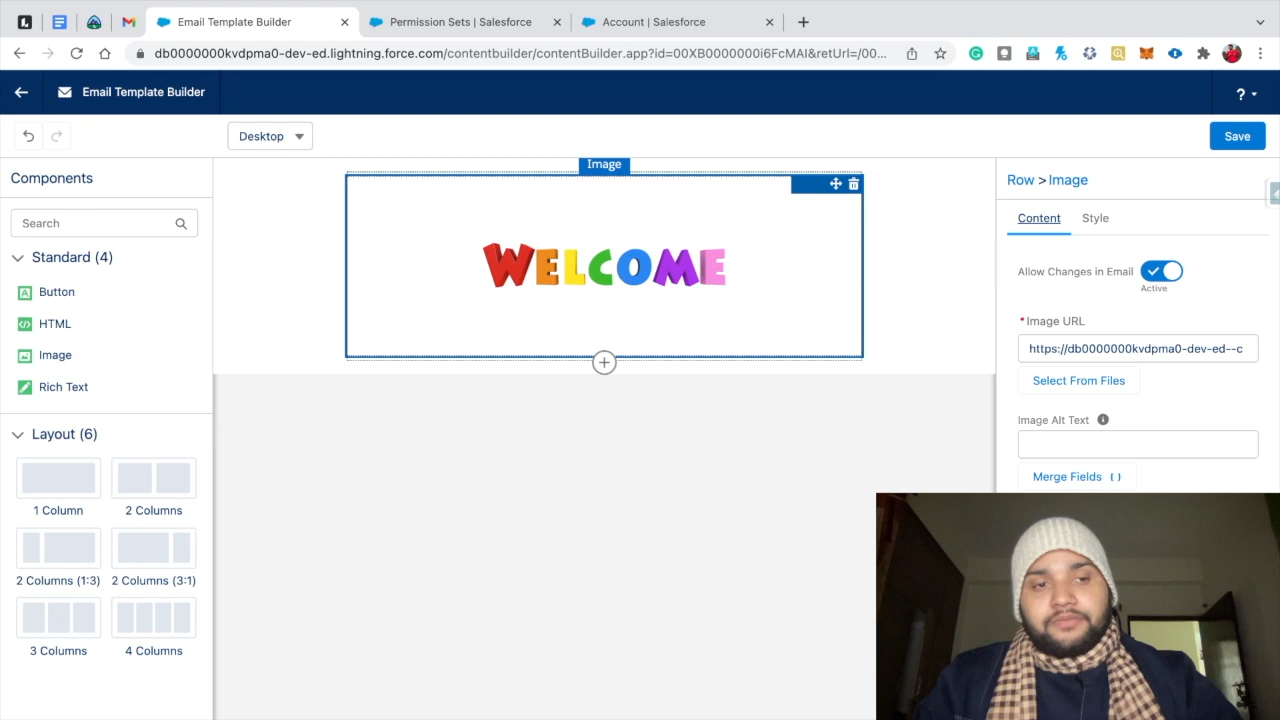 Email Template Builder
Permission Sets | Salesforce
Account | Salesforce
db0000000kvdpma0-dev-ed.lightning.force.com/contentbuilder/contentBuilder.app?id=00XB0000000i6FcMAI&retUrl=/00...
Email Template Builder
?
Desktop
Save
Components
Image
Row > Image
Search
Content Style
Standard (4)
WELCOME
Allow Changes in Email
Active
Button
HTML
* Image URL
Image
https://db0000000kvdpma0-dev-ed--c
Rich Text
Select From Files
Layout (6)
Image Alt Text
1 Column 2 Columns
Merge Fields
2 Columns (1:3) 2 Columns (3:1)
3 Columns 4 Columns